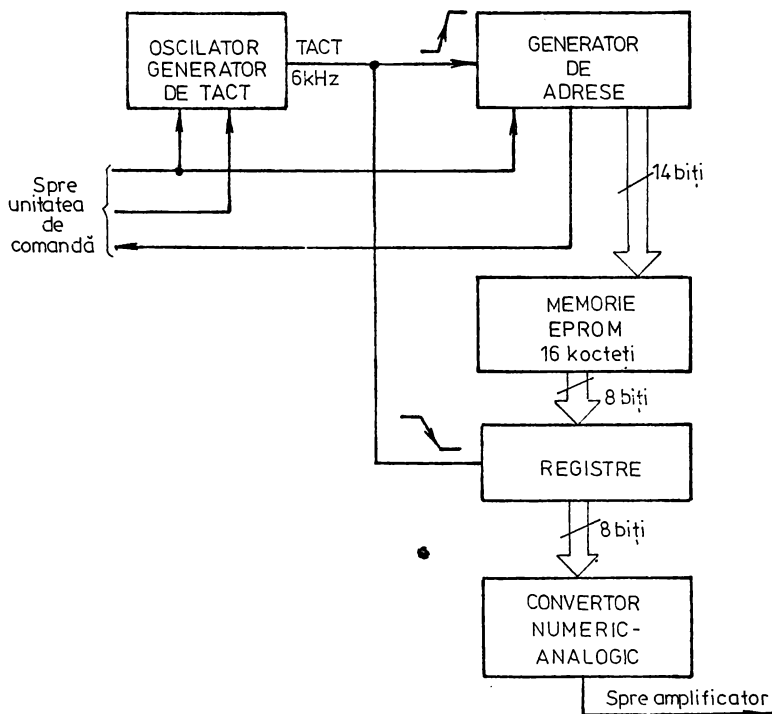 OSCILATOR
GENERATOR
DE TACT
TACT
6kHz
GENERATOR
DE
ADRESE
Spre
unitatea
de
comandă
14 biți
MEMORIE
EPROM
16 kocteți
8 biți
REGISTRE
8 biți
CONVERTOR
NUMERIC-
ANALOGIC
Spre amplificator